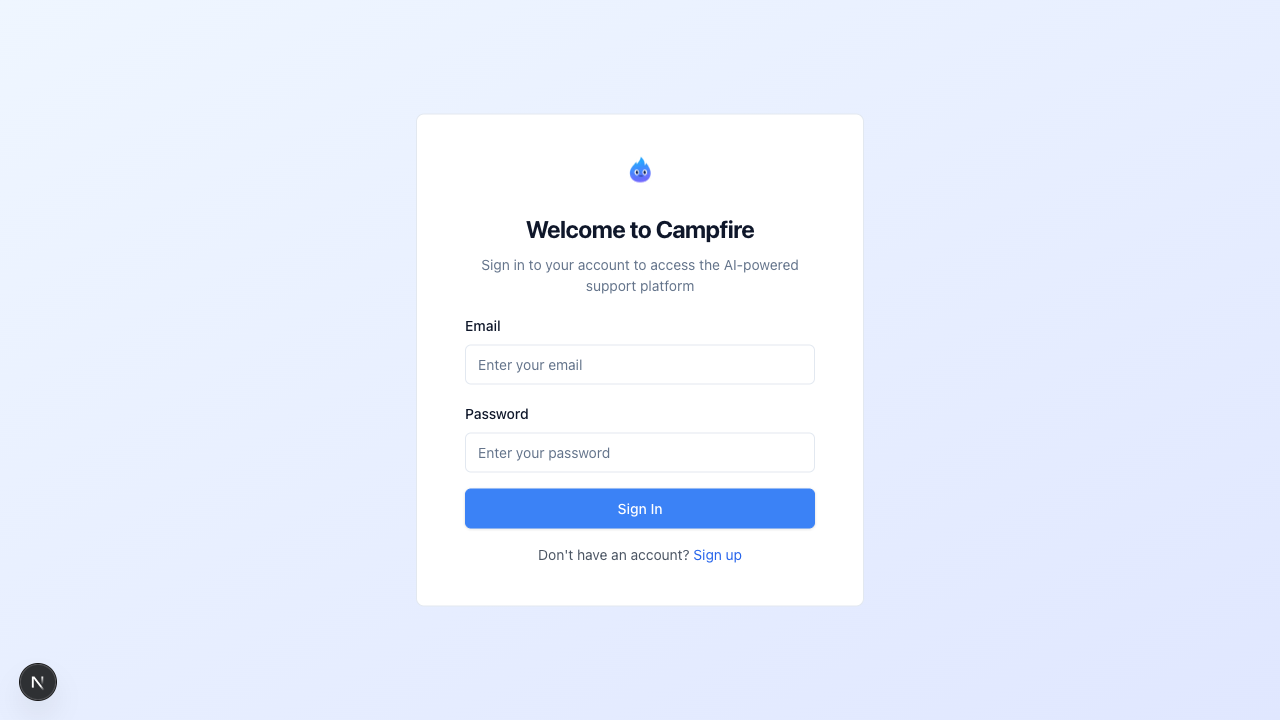 Welcome to Campfire
Sign in to your account to access the AI-powered
support platform
Email
Enter your email
Password
Enter your password
Sign In
Don't have an account? Sign up
N